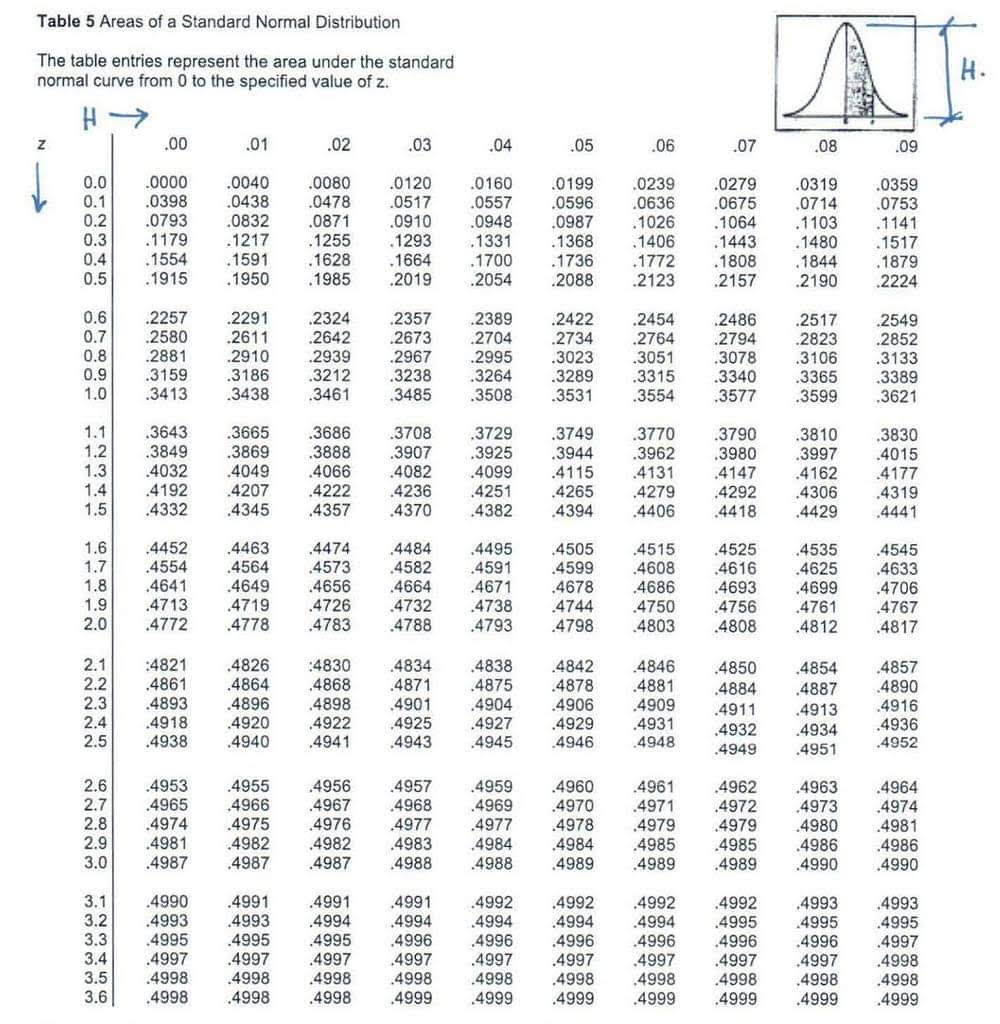 Table 5 Areas of a Standard Normal Distribution
The table entries represent the area under the standard
normal curve from 0 to the specified value of z.
H.
H →
z .00 .01 .02 .03 .04 .05 .06 .07 .08 .09
0.0 .0000 .0040 .0080 .0120 .0160 .0199 .0239 .0279 .0319 .0359
0.1 .0398 .0438 .0478 .0517 .0557 .0596 .0636 .0675 .0714 .0753
0.2 .0793 .0832 .0871 .0910 .0948 .0987 .1026 .1064 .1103 .1141
0.3 .1179 .1217 .1255 .1293 .1331 .1368 .1406 .1443 .1480 .1517
0.4 .1554 .1591 .1628 .1664 .1700 .1736 .1772 .1808 .1844 .1879
0.5 .1915 .1950 .1985 .2019 .2054 .2088 .2123 .2157 .2190 .2224
0.6 .2257 .2291 .2324 .2357 .2389 .2422 .2454 .2486 .2517 .2549
0.7 .2580 .2611 .2642 .2673 .2704 .2734 .2764 .2794 .2823 .2852
0.8 .2881 .2910 .2939 .2967 .2995 .3023 .3051 .3078 .3106 .3133
0.9 .3159 .3186 .3212 .3238 .3264 .3289 .3315 .3340 .3365 .3389
1.0 .3413 .3438 .3461 .3485 .3508 .3531 .3554 .3577 .3599 .3621
1.1 .3643 .3665 .3686 .3708 .3729 .3749 .3770 .3790 .3810 .3830
1.2 .3849 .3869 .3888 .3907 .3925 .3944 .3962 .3980 .3997 .4015
1.3 .4032 .4049 .4066 .4082 .4099 .4115 .4131 .4147 .4162 .4177
1.4 .4192 .4207 .4222 .4236 .4251 .4265 .4279 .4292 .4306 .4319
1.5 .4332 .4345 .4357 .4370 .4382 .4394 .4406 .4418 .4429 .4441
1.6 .4452 .4463 .4474 .4484 .4495 .4505 .4515 .4525 .4535 .4545
1.7 .4554 .4564 .4573 .4582 .4591 .4599 .4608 .4616 .4625 .4633
1.8 .4641 .4649 .4656 .4664 .4671 .4678 .4686 .4693 .4699 .4706
1.9 .4713 .4719 .4726 .4732 .4738 .4744 .4750 .4756 .4761 .4767
2.0 .4772 .4778 .4783 .4788 .4793 .4798 .4803 .4808 .4812 .4817
2.1 :4821 .4826 :4830 .4834 .4838 .4842 .4846 .4850 .4854 .4857
2.2 .4861 .4864 .4868 .4871 .4875 .4878 .4881 .4884 .4887 .4890
2.3 .4893 .4896 .4898 .4901 .4904 .4906 .4909 .4911 .4913 .4916
2.4 .4918 .4920 .4922 .4925 .4927 .4929 .4931 .4932 .4934 .4936
2.5 .4938 .4940 .4941 .4943 .4945 .4946 .4948 .4949 .4951 .4952
2.6 .4953 .4955 .4956 .4957 .4959 .4960 .4961 .4962 .4963 .4964
2.7 .4965 .4966 .4967 .4968 .4969 .4970 .4971 .4972 .4973 .4974
2.8 .4974 .4975 .4976 .4977 .4977 .4978 .4979 .4979 .4980 .4981
2.9 .4981 .4982 .4982 .4983 .4984 .4984 .4985 .4985 .4986 .4986
3.0 .4987 .4987 .4987 .4988 .4988 .4989 .4989 .4989 .4990 .4990
3.1 .4990 .4991 .4991 .4991 .4992 .4992 .4992 .4992 .4993 .4993
3.2 .4993 .4993 .4994 .4994 .4994 .4994 .4994 .4995 .4995 .4995
3.3 .4995 .4995 .4995 .4996 .4996 .4996 .4996 .4996 .4996 .4997
3.4 .4997 .4997 .4997 .4997 .4997 .4997 .4997 .4997 .4997 .4998
3.5 .4998 .4998 .4998 .4998 .4998 .4998 .4998 .4998 .4998 .4998
3.6 .4998 .4998 .4998 .4999 .4999 .4999 .4999 .4999 .4999 .4999